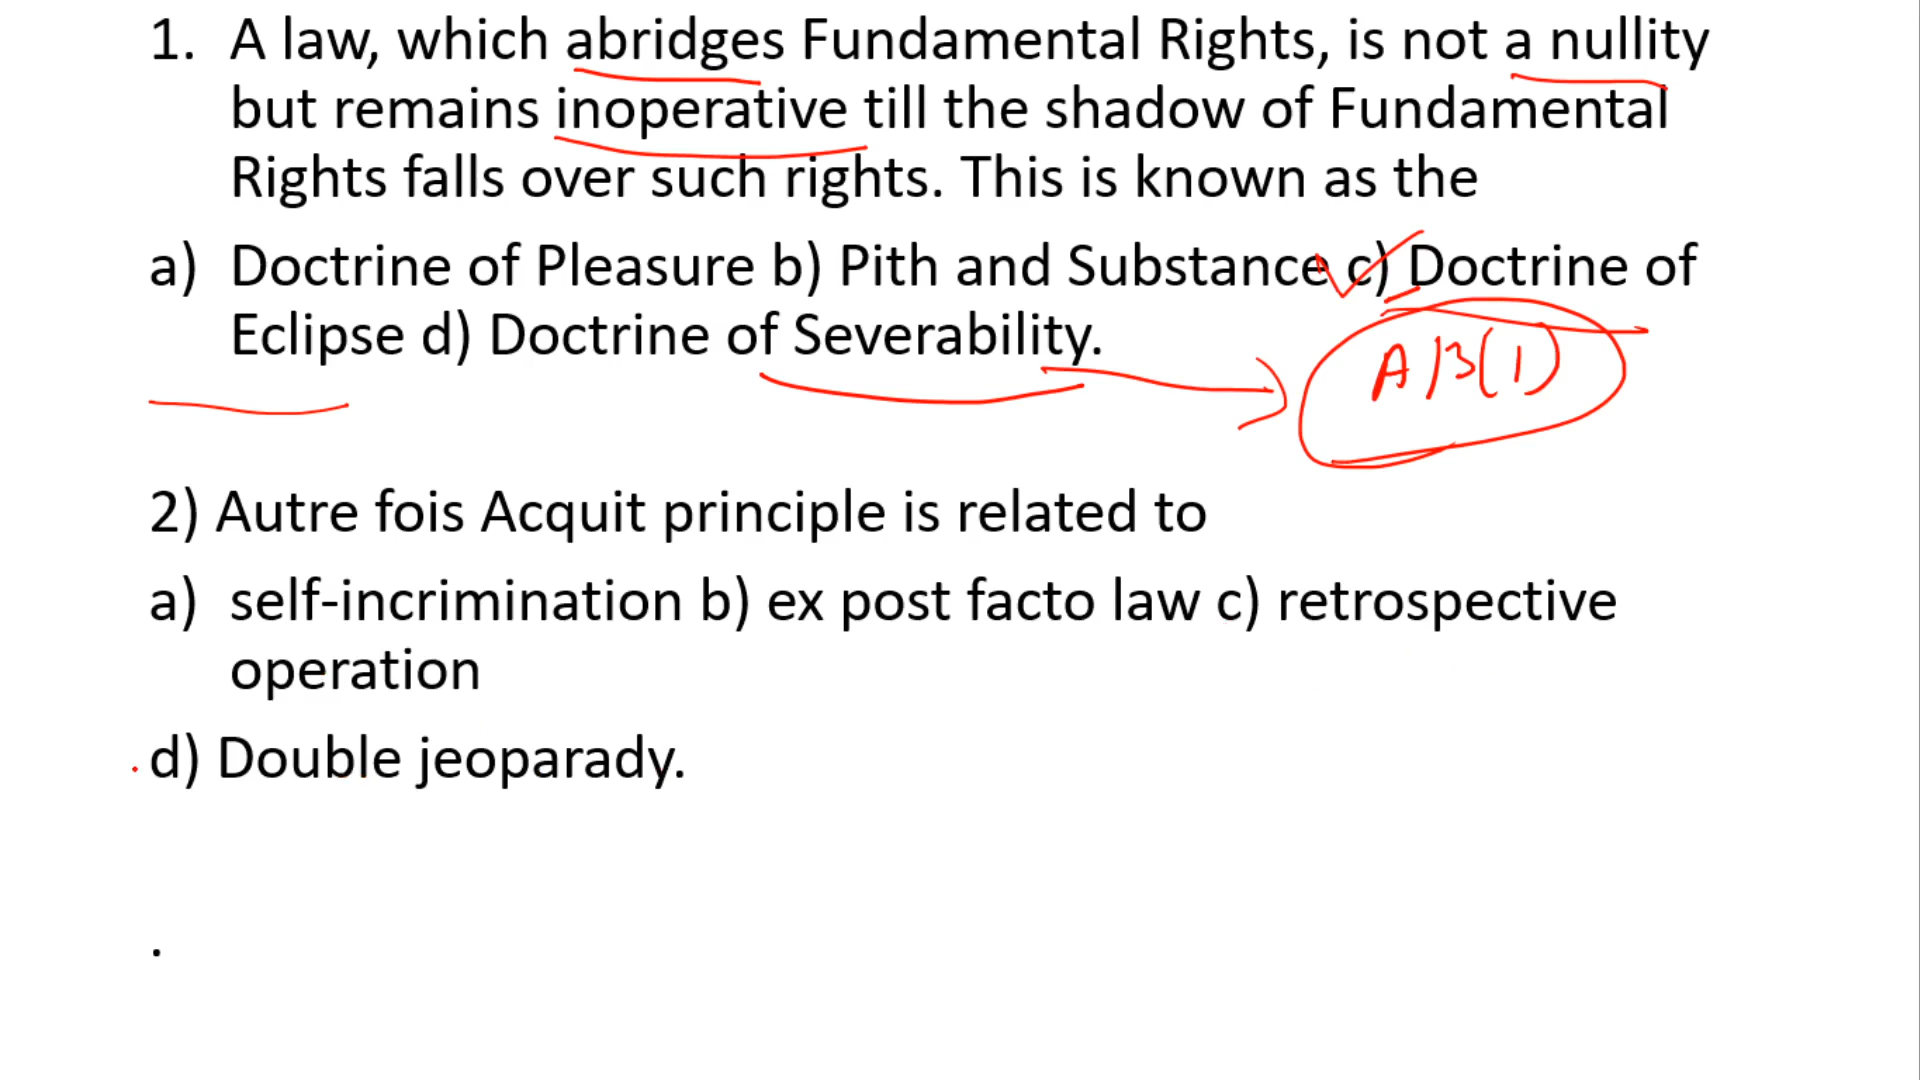 1. A law, which abridges Fundamental Rights, is not a nullity
but remains inoperative till the shadow of Fundamental
Rights falls over such rights. This is known as the
a) Doctrine of Pleasure b) Pith and Substance c) Doctrine of
Eclipse d) Doctrine of Severability.
A 13(1)
2) Autre fois Acquit principle is related to
a) self-incrimination b) ex post facto law c) retrospective
operation
d) Double jeoparady.
.